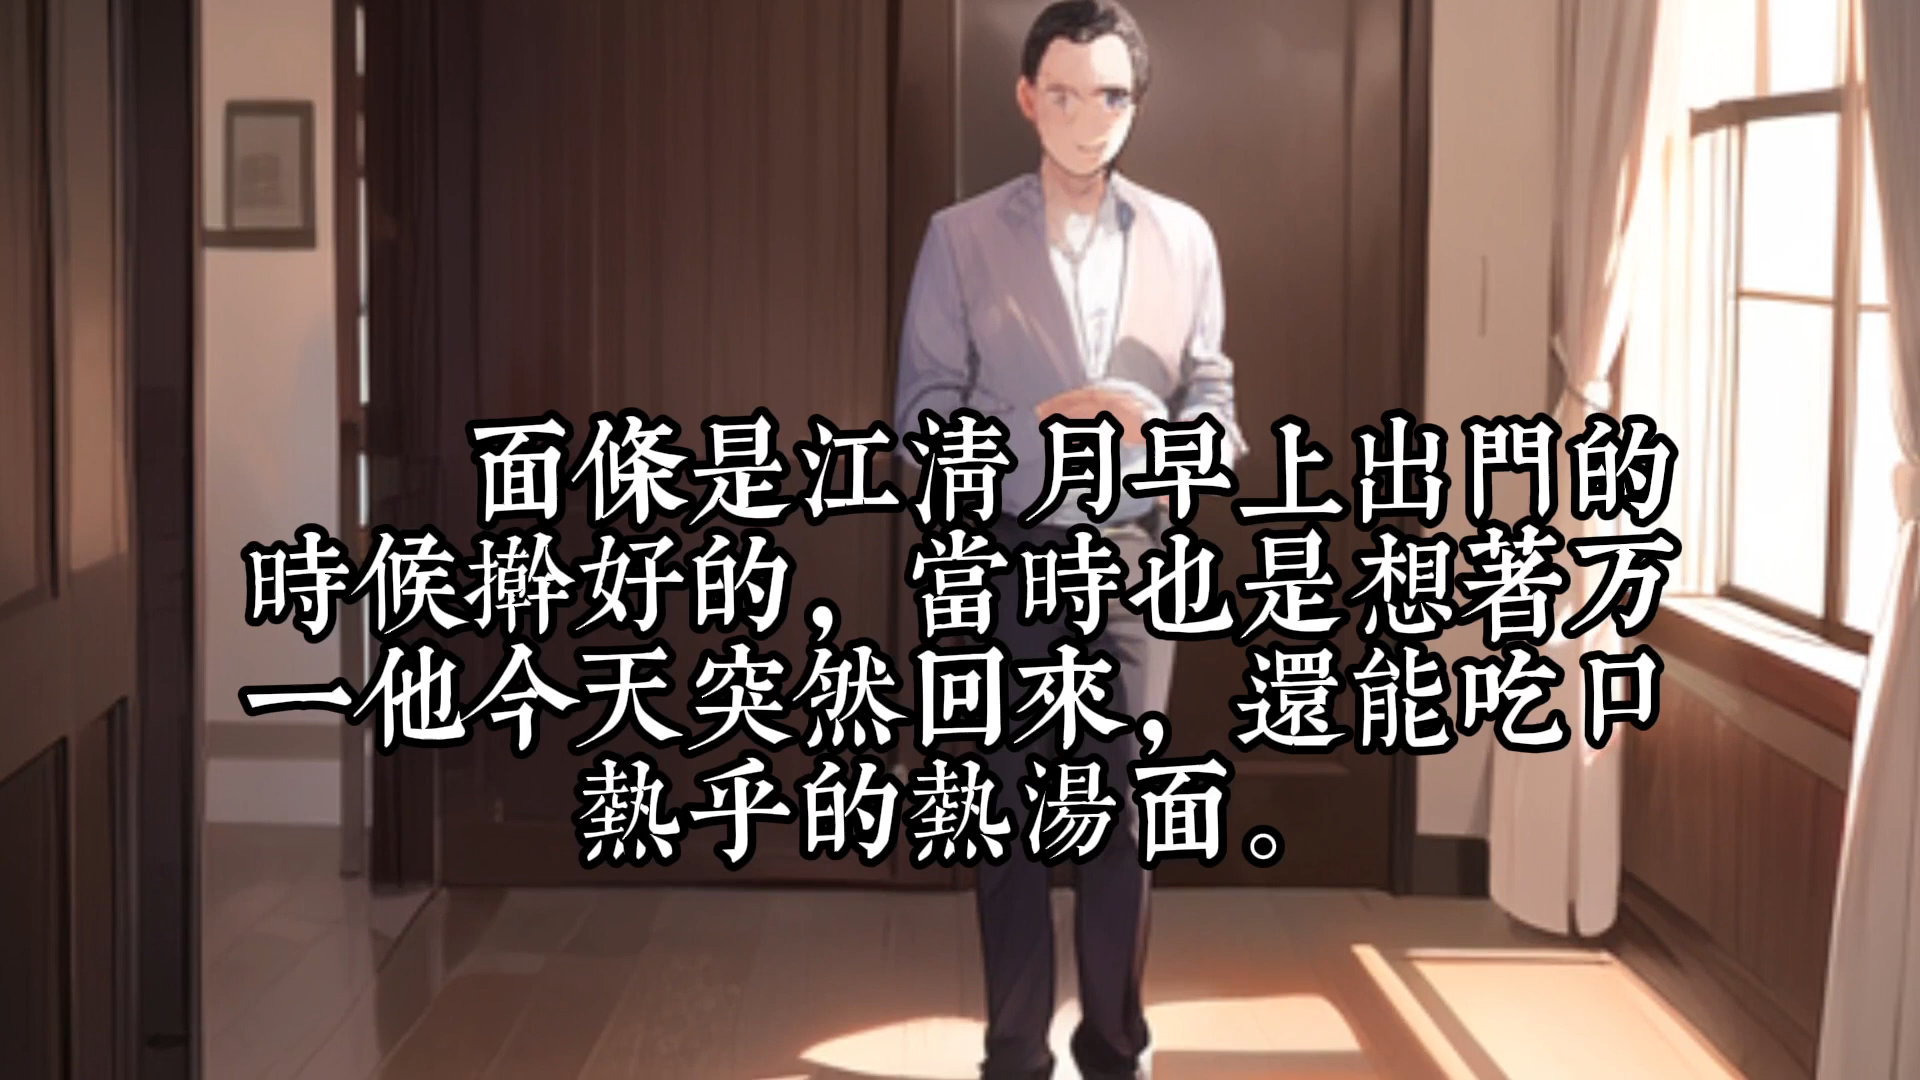 面條是江淸月早上出門的
時候擀好的，當時也是想著万
一他今天突然回來，還能吃口
熱乎的熱湯面。